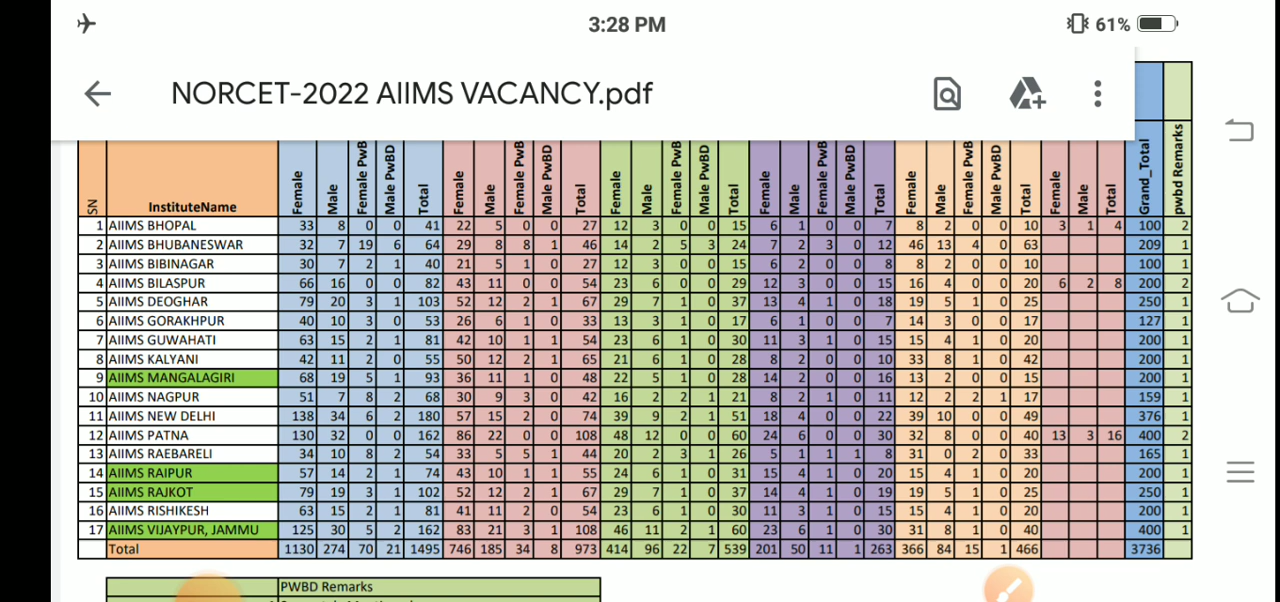 3:28 PM 61%
NORCET-2022 AIIMS VACANCY.pdf
SN InstituteName Female Male Female PwB Male PwBD Total Female Male Female PwB Male PwBD Total Female Male Female PwB Male PwBD Total Female Male Female PwB Male PwBD Total Female Male Female PwB Male PwBD Total Female Male Total Grand_Total pwbd Remarks
1 AIIMS BHOPAL 33 8 0 0 41 22 5 0 0 27 12 3 0 0 15 6 1 0 0 7 8 2 0 0 10 3 1 4 100 2
2 AIIMS BHUBANESWAR 32 7 19 6 64 29 8 8 1 46 14 2 5 3 24 7 2 3 0 12 46 13 4 0 63 209 1
3 AIIMS BIBINAGAR 30 7 2 1 40 21 5 1 0 27 12 3 0 0 15 6 2 0 0 8 8 2 0 0 10 100 1
4 AIIMS BILASPUR 66 16 0 0 82 43 11 0 0 54 23 6 0 0 29 12 3 0 0 15 16 4 0 0 20 6 2 8 200 2
5 AIIMS DEOGHAR 79 20 3 1 103 52 12 2 1 67 29 7 1 0 37 13 4 1 0 18 19 5 1 0 25 250 1
6 AIIMS GORAKHPUR 40 10 3 0 53 26 6 1 0 33 13 3 1 0 17 6 1 0 0 7 14 3 0 0 17 127 1
7 AIIMS GUWAHATI 63 15 2 1 81 42 10 1 1 54 23 6 1 0 30 11 3 1 0 15 15 4 1 0 20 200 1
8 AIIMS KALYANI 42 11 2 0 55 50 12 2 1 65 21 6 1 0 28 8 2 0 0 10 33 8 1 0 42 200 1
9 AIIMS MANGALAGIRI 68 19 5 1 93 36 11 1 0 48 22 5 1 0 28 14 2 0 0 16 13 2 0 0 15 200 1
10 AIIMS NAGPUR 51 7 8 2 68 30 9 3 0 42 16 2 2 1 21 8 2 1 0 11 12 2 2 1 17 159 1
11 AIIMS NEW DELHI 138 34 6 2 180 57 15 2 0 74 39 9 2 1 51 18 4 0 0 22 39 10 0 0 49 376 1
12 AIIMS PATNA 130 32 0 0 162 86 22 0 0 108 48 12 0 0 60 24 6 0 0 30 32 8 0 0 40 13 3 16 400 2
13 AIIMS RAEBARELI 34 10 8 2 54 33 5 5 1 44 20 2 3 1 26 5 1 1 1 8 31 0 2 0 33 165 1
14 AIIMS RAIPUR 57 14 2 1 74 43 10 1 1 55 24 6 1 0 31 15 4 1 0 20 15 4 1 0 20 200 1
15 AIIMS RAJKOT 79 19 3 1 102 52 12 2 1 67 29 7 1 0 37 14 4 1 0 19 19 5 1 0 25 250 1
16 AIIMS RISHIKESH 63 15 2 1 81 41 11 2 0 54 23 6 1 0 30 11 3 1 0 15 15 4 1 0 20 200 1
17 AIIMS VIJAYPUR, JAMMU 125 30 5 2 162 83 21 3 1 108 46 11 2 1 60 23 6 1 0 30 31 8 1 0 40 400 1
Total 1130 274 70 21 1495 746 185 34 8 973 414 96 22 7 539 201 50 11 1 263 366 84 15 1 466 3736
PWBD Remarks